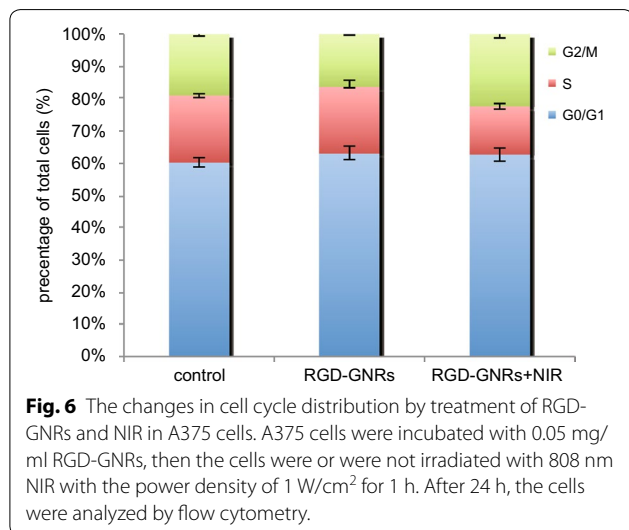 100%
90%
80%
70%
60%
50%
40%
30%
20%
10%
0%
precentage of total cells (%)
G2/M
S
G0/G1
control RGD-GNRs RGD-GNRs+NIR
Fig. 6 The changes in cell cycle distribution by treatment of RGD-
GNRs and NIR in A375 cells. A375 cells were incubated with 0.05 mg/
ml RGD-GNRs, then the cells were or were not irradiated with 808 nm
NIR with the power density of 1 W/cm² for 1 h. After 24 h, the cells
were analyzed by flow cytometry.